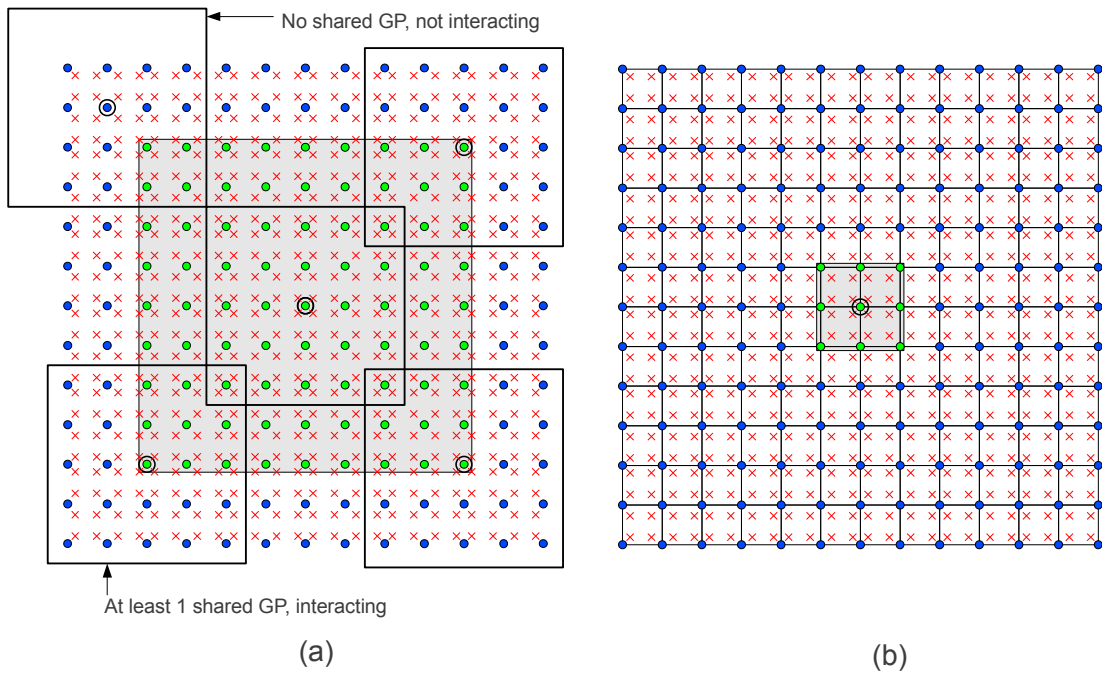 No shared GP, not interacting
At least 1 shared GP, interacting
(a)
(b)